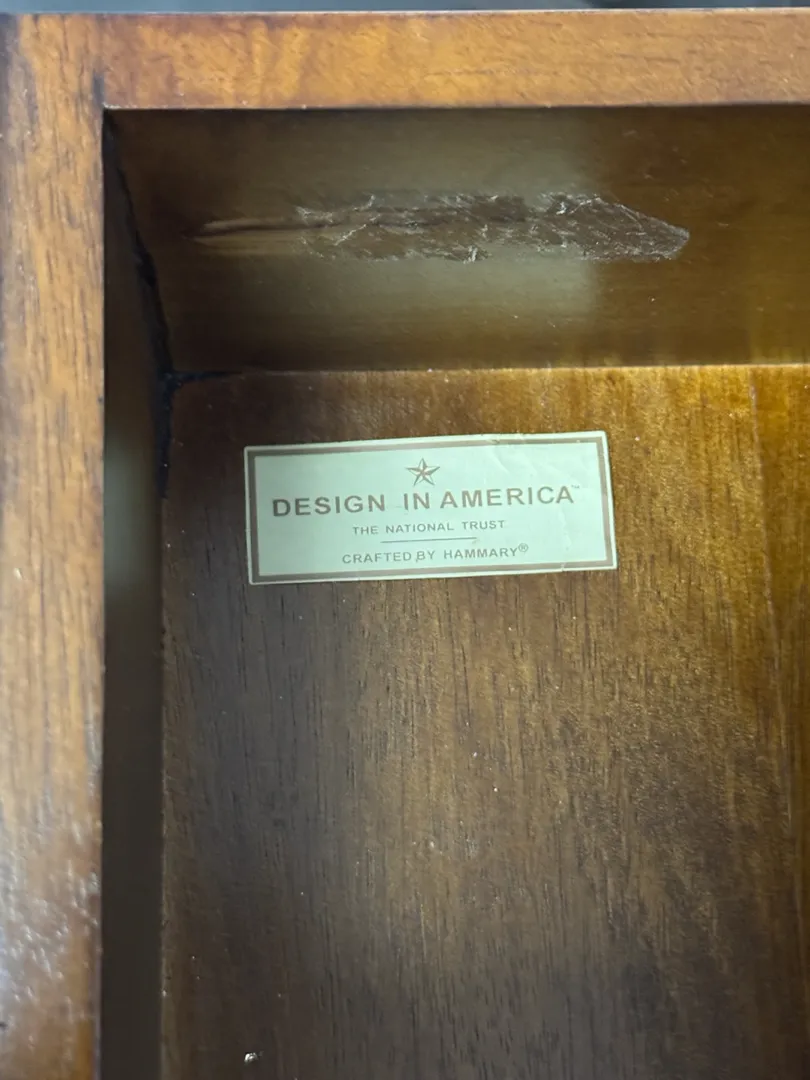 DESIGN IN AMERICA™
THE NATIONAL TRUST
CRAFTED BY HAMMARY®